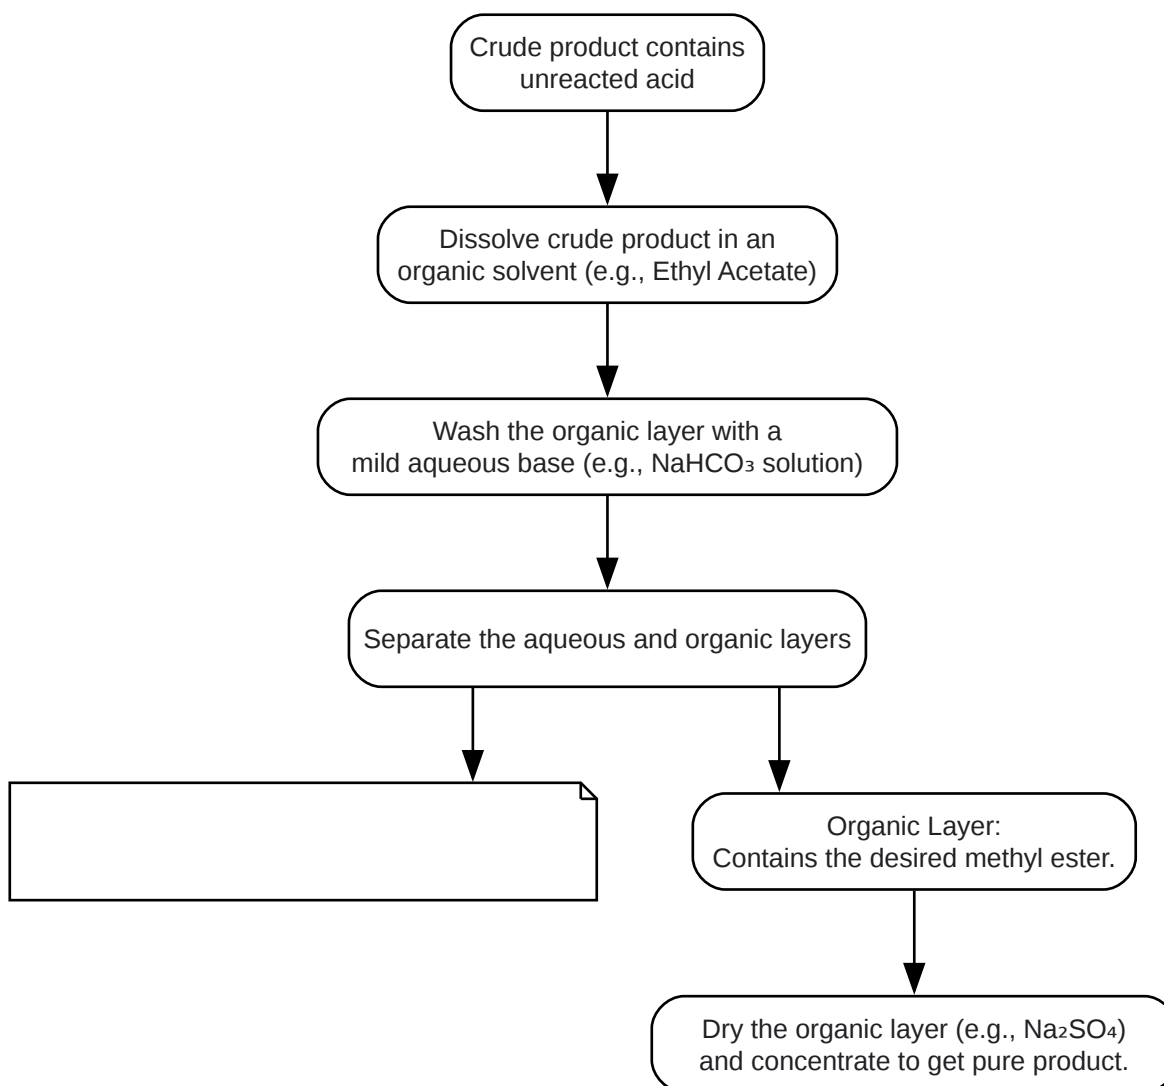 Crude product contains
unreacted acid
Dissolve crude product in an
organic solvent (e.g., Ethyl Acetate)
Wash the organic layer with a
mild aqueous base (e.g., NaHCO₃ solution)
Separate the aqueous and organic layers
Organic Layer:
Contains the desired methyl ester.
Dry the organic layer (e.g., Na₂SO₄)
and concentrate to get pure product.